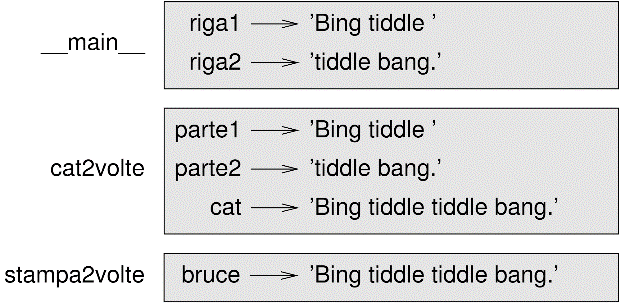 __main__ riga1 ’Bing tiddle ’
riga2 ’tiddle bang.’
cat2volte parte1 ’Bing tiddle ’
parte2 ’tiddle bang.’
cat ’Bing tiddle tiddle bang.’
stampa2volte bruce ’Bing tiddle tiddle bang.’